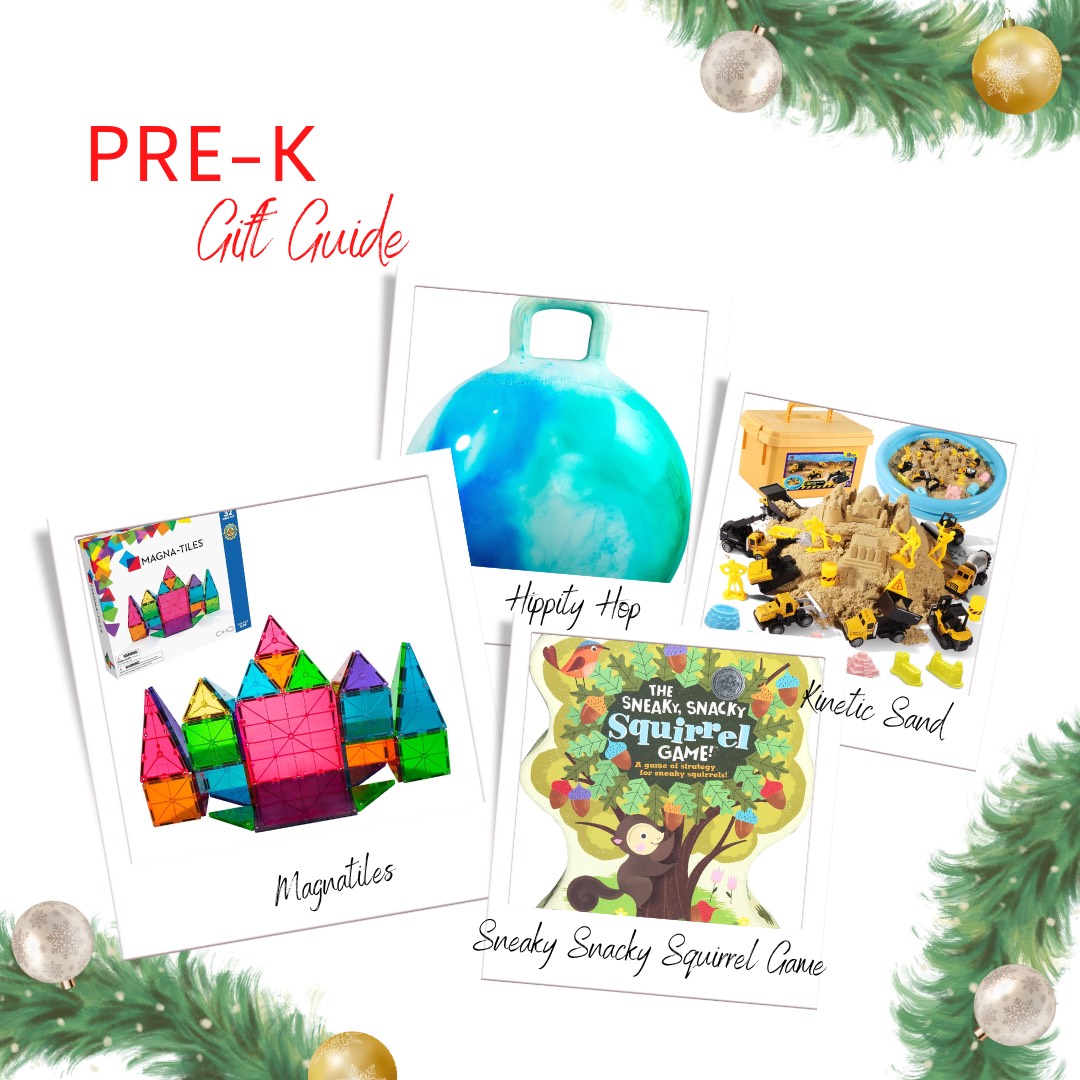 PRE-K
Gift Guide
Hippity Hop
32
MAGNA-TILES
THE
SNEAKY, SNACKY
Squirrel
GAME!
A game of strategy
for sneaky squirrels!
Kinetic Sand
Magnatiles
Sneaky Snacky Squirrel Game